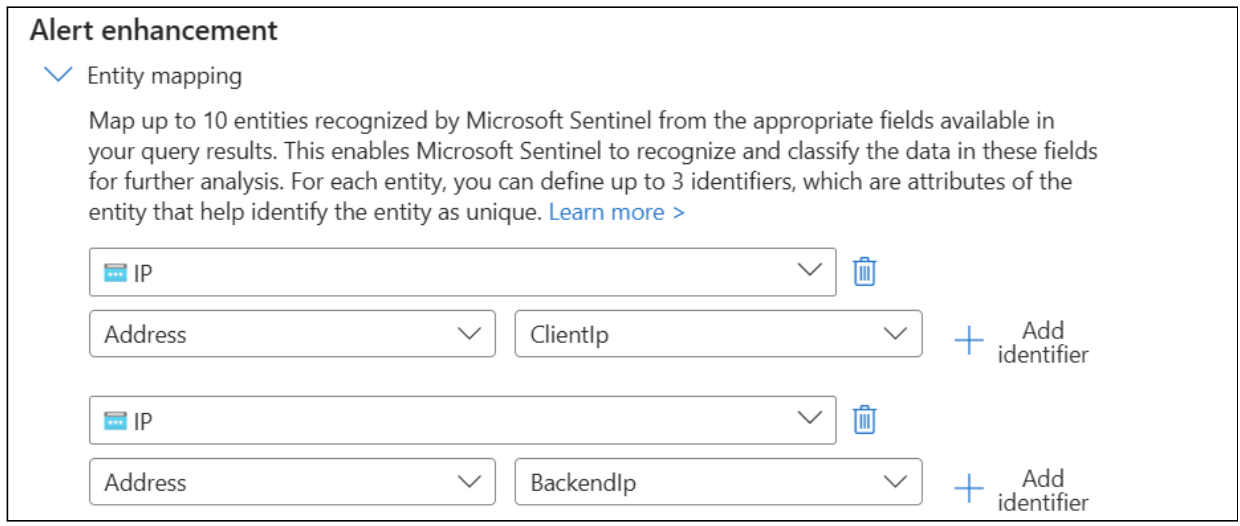 Alert enhancement
Entity mapping
Map up to 10 entities recognized by Microsoft Sentinel from the appropriate fields available in
your query results. This enables Microsoft Sentinel to recognize and classify the data in these fields
for further analysis. For each entity, you can define up to 3 identifiers, which are attributes of the
entity that help identify the entity as unique. Learn more >
IP
Address ClientIp Add
identifier
IP
Address BackendIp Add
identifier